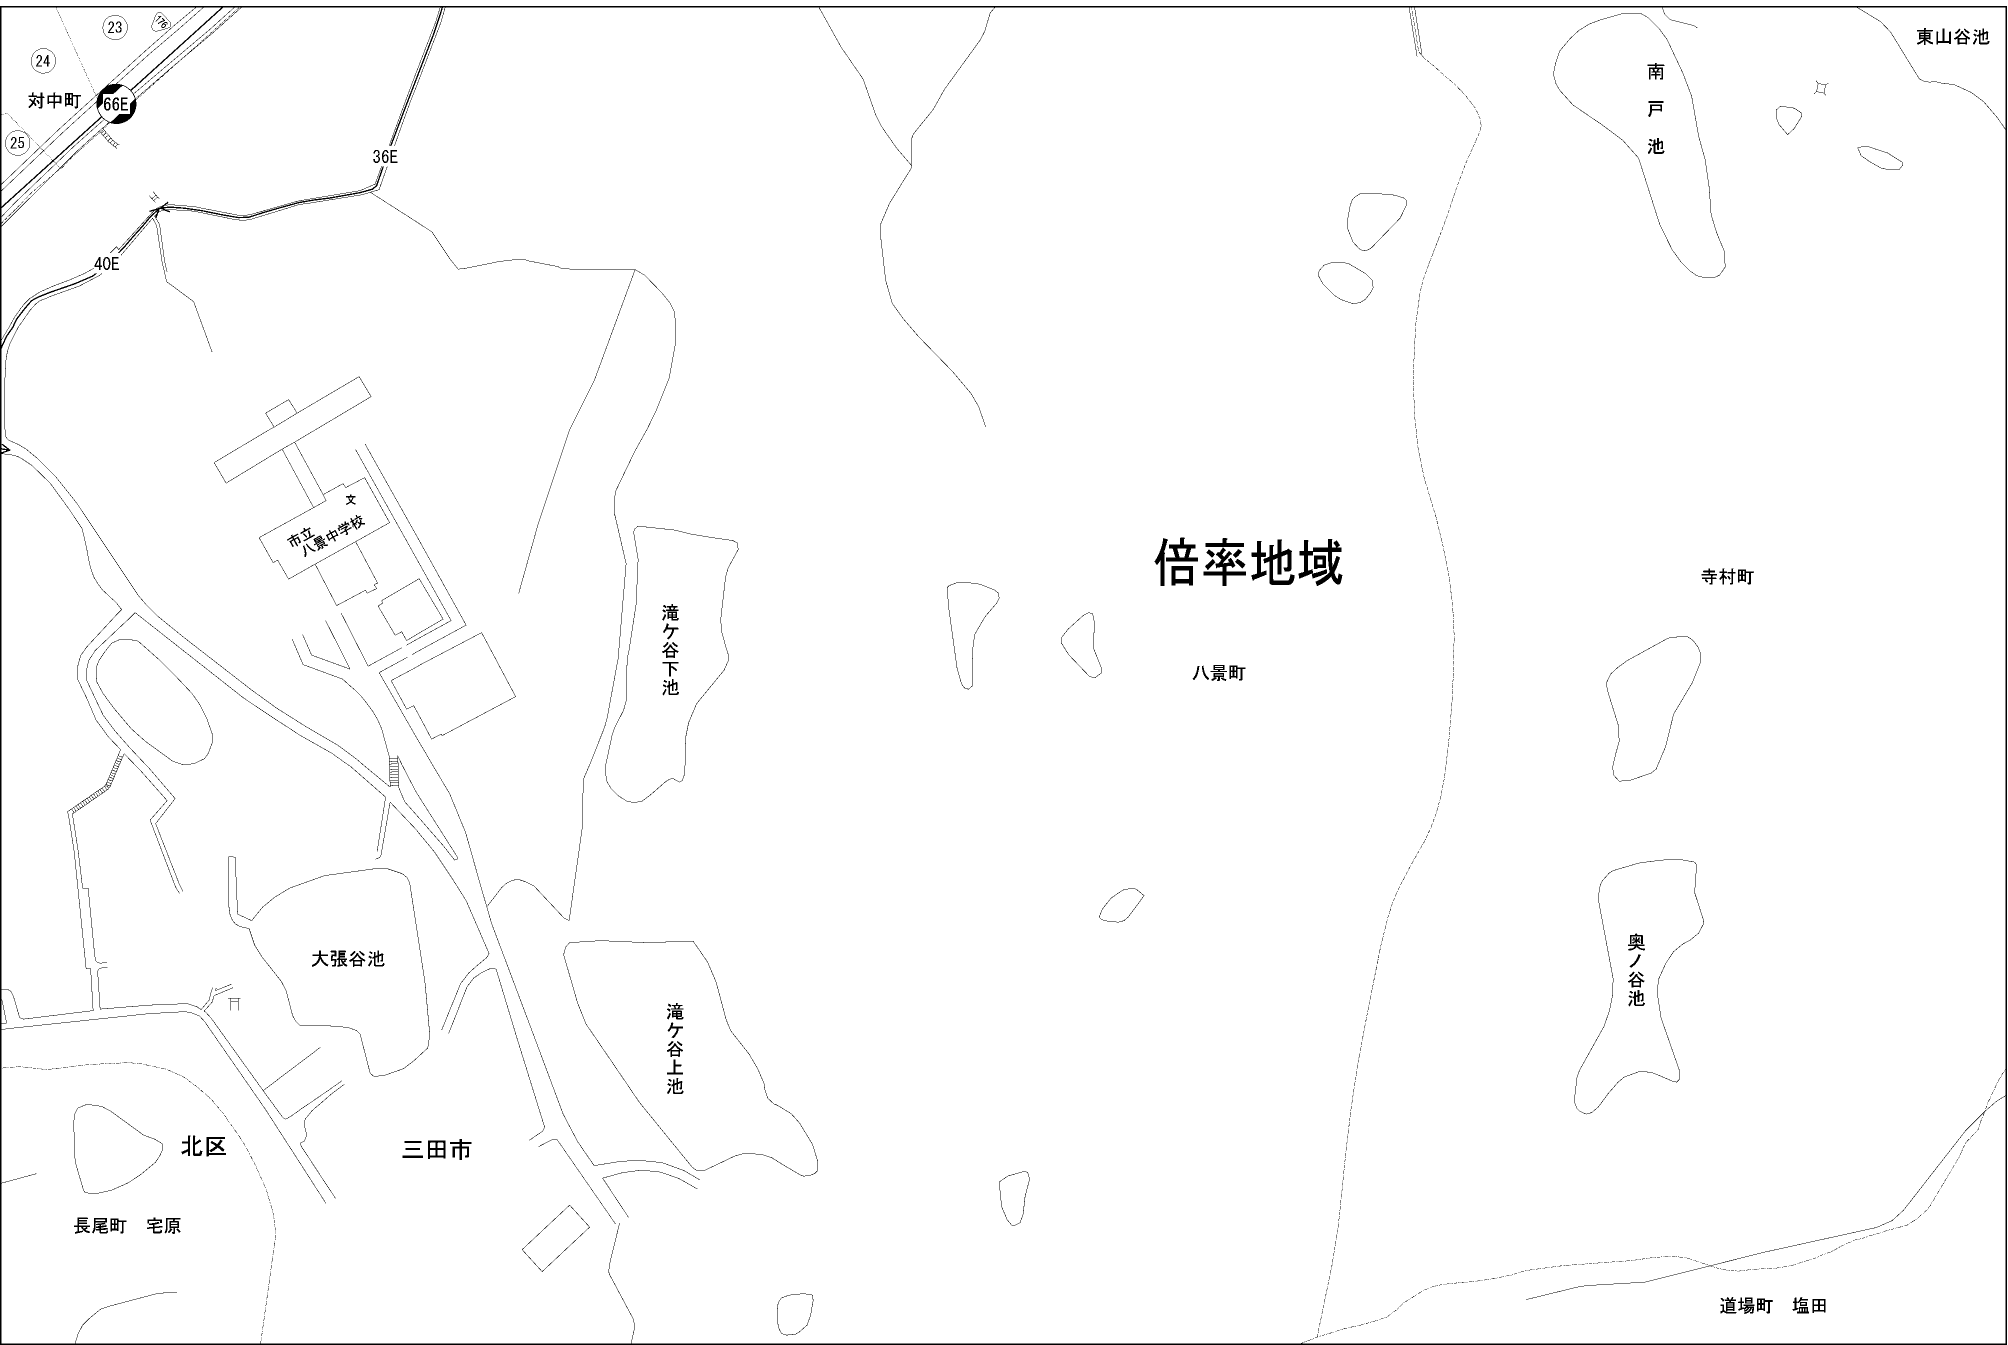 23
176
24
対中町
66E
25
36E
40E
東山谷池
南戸池
文
市立
八景中学校
倍率地域
寺村町
滝ケ谷下池
八景町
大張谷池
奥ノ谷池
滝ケ谷上池
北区
三田市
長尾町　宅原
道場町　塩田